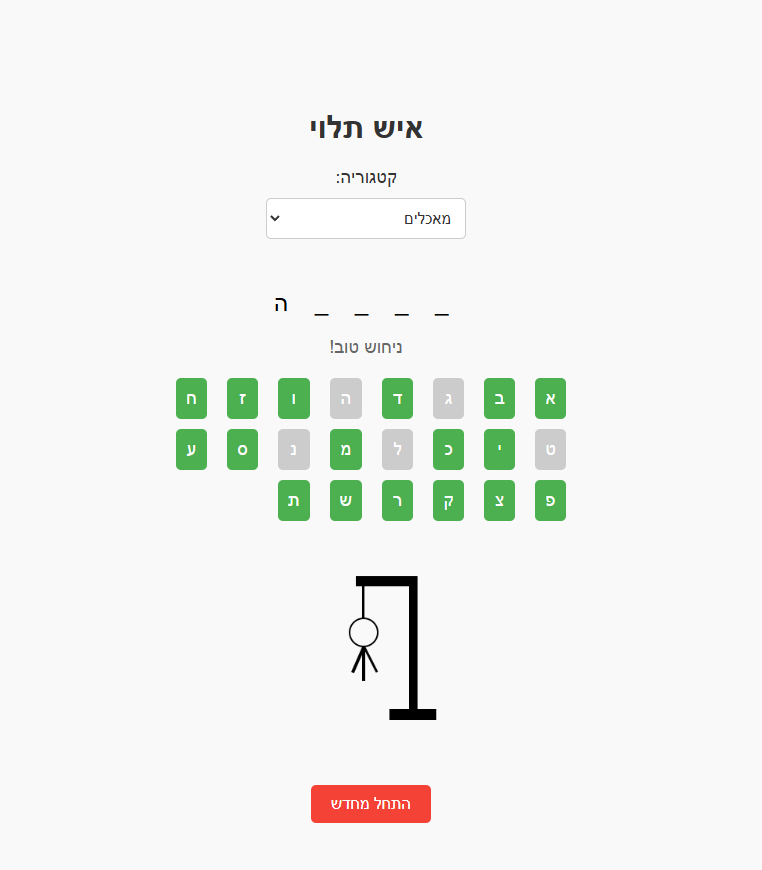 איש תלוי
קטגוריה:
מאכלים
_ _ _ _ ה
ניחוש טוב!
א ב ג ד ה ו ז ח
ט י כ ל מ נ ס ע
פ צ ק ר ש ת
התחל מחדש